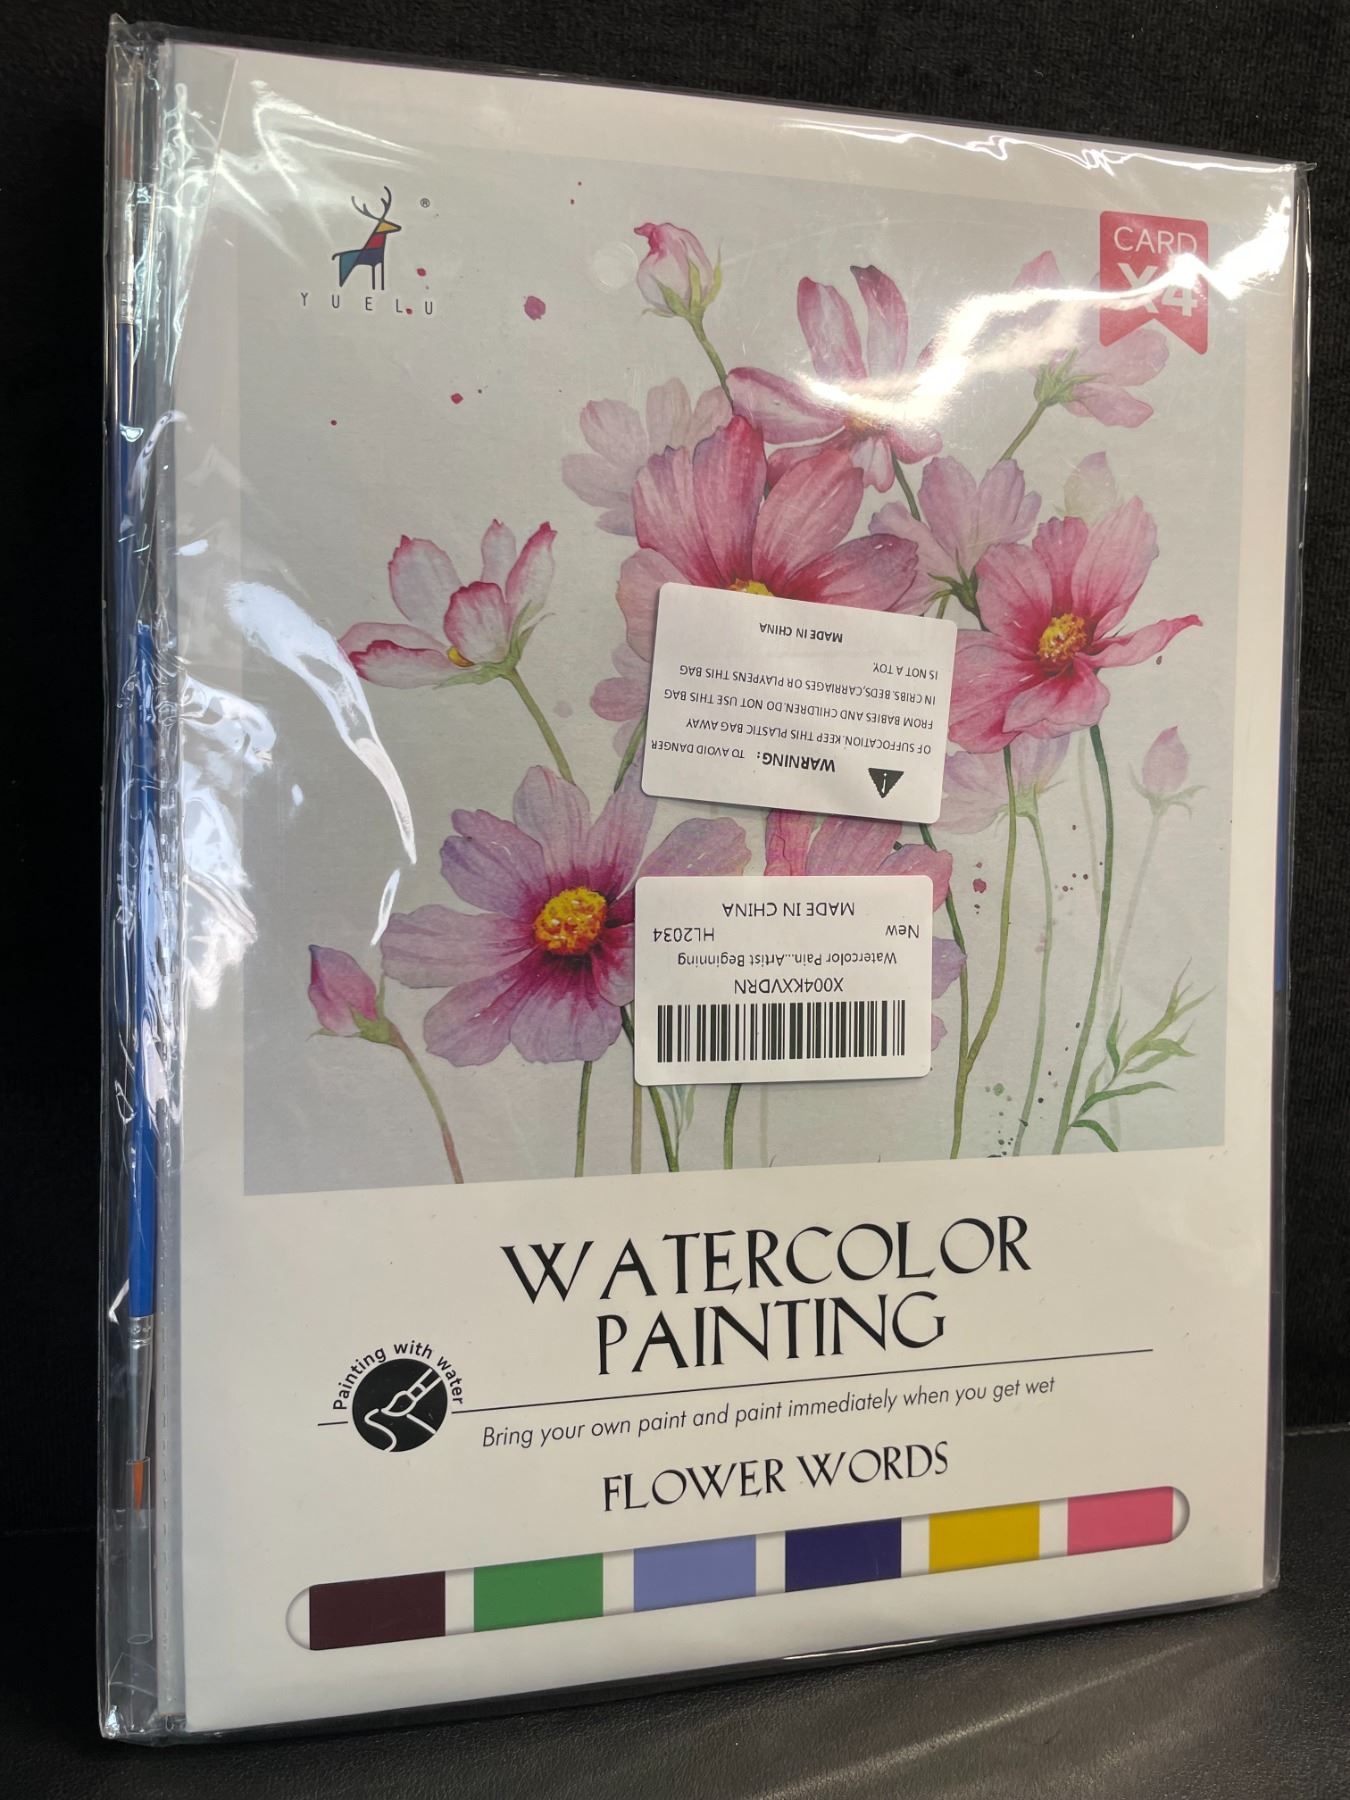 YUELU
®
CARD
X4
WARNING: TO AVOID DANGER
OF SUFFOCATION.KEEP THIS PLASTIC BAG AWAY
FROM BABIES AND CHILDREN.DO NOT USE THIS BAG
IN CRIBS.BEDS,CARRIAGES OR PLAYPENS THIS BAG
IS NOT A TOY.
MADE IN CHINA
X004KXVDRN
Watercolor Pain...Artist Beginning
New HL2034
MADE IN CHINA
WATERCOLOR
PAINTING
Painting with water
Bring your own paint and paint immediately when you get wet
FLOWER WORDS